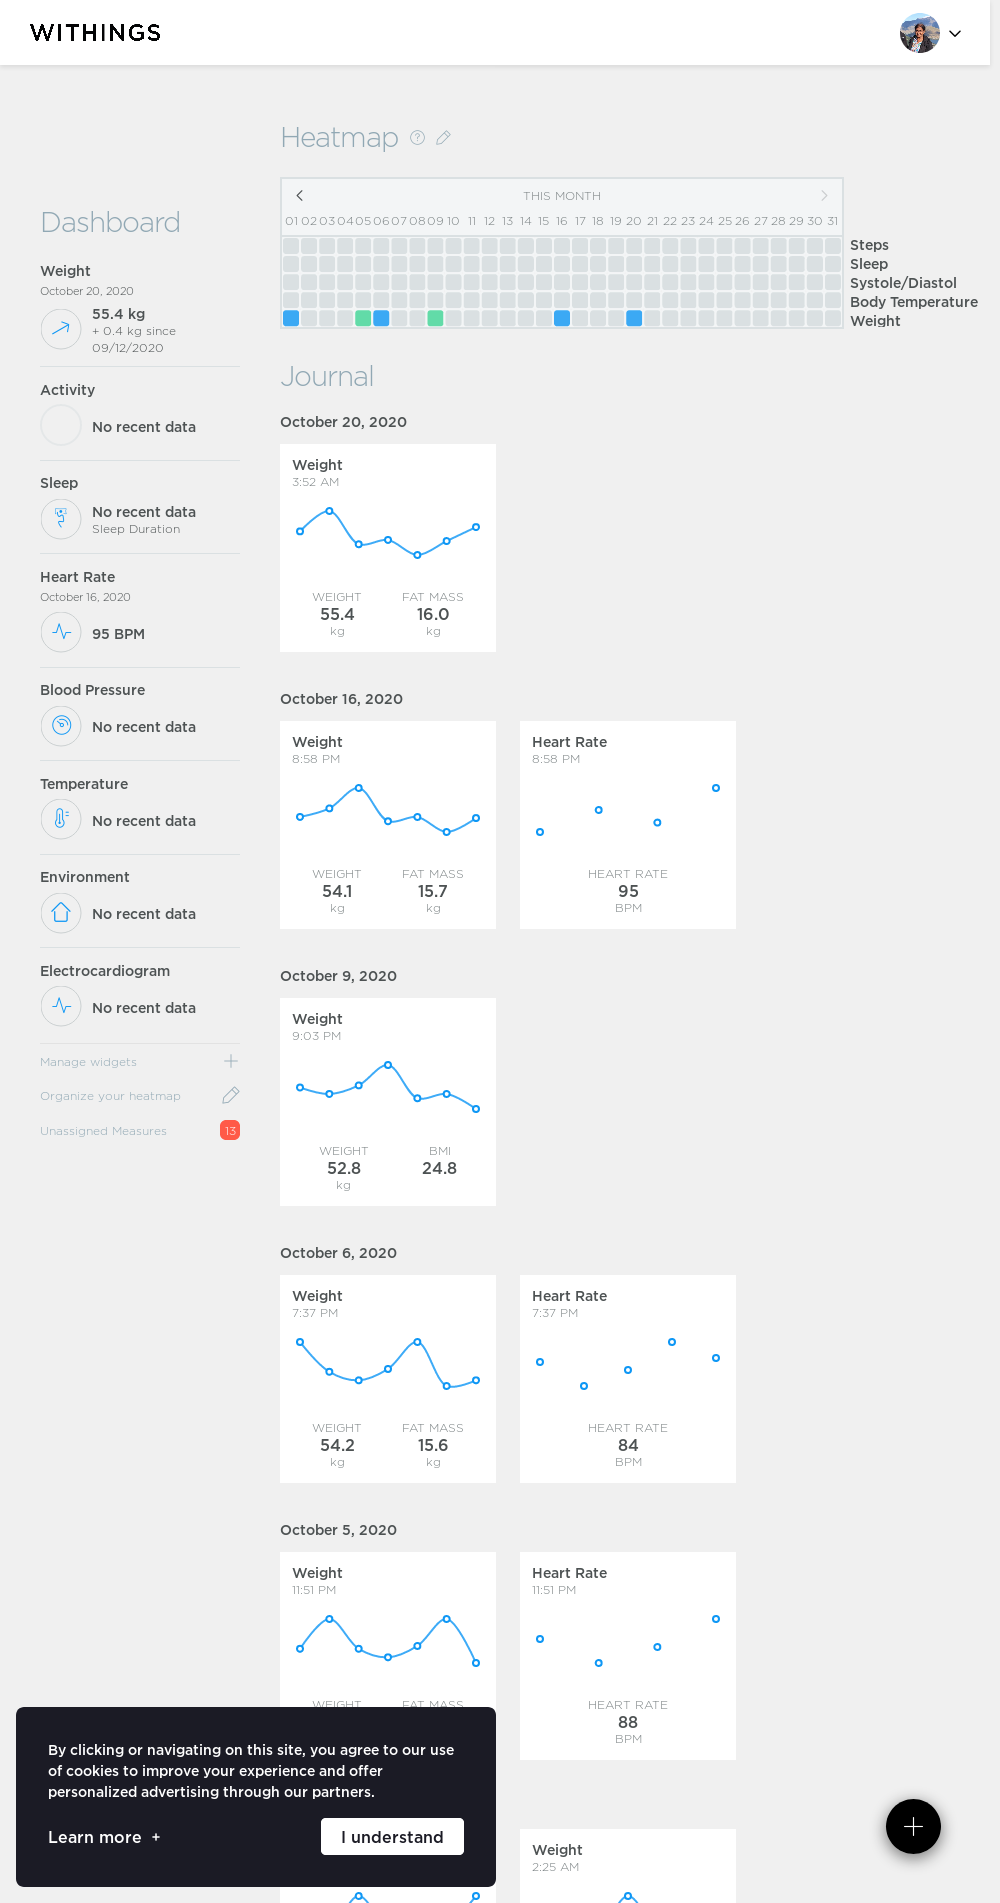 WITHINGS
Heatmap
THIS MONTH
01 02 03 04 05 06 07 08 09 10 11 12 13 14 15 16 17 18 19 20 21 22 23 24 25 26 27 28 29 30 31
Steps
Sleep
Systole/Diastol
Body Temperature
Weight
Dashboard
Weight
October 20, 2020
55.4 kg
+ 0.4 kg since
09/12/2020
Activity
No recent data
Sleep
No recent data
Sleep Duration
Heart Rate
October 16, 2020
95 BPM
Blood Pressure
No recent data
Temperature
No recent data
Environment
No recent data
Electrocardiogram
No recent data
Manage widgets
Organize your heatmap
Unassigned Measures 13
Journal
October 20, 2020
Weight
3:52 AM
WEIGHT FAT MASS
55.4 16.0
kg kg
October 16, 2020
Weight
8:58 PM
WEIGHT FAT MASS
54.1 15.7
kg kg
Heart Rate
8:58 PM
HEART RATE
95
BPM
October 9, 2020
Weight
9:03 PM
WEIGHT BMI
52.8 24.8
kg
October 6, 2020
Weight
7:37 PM
WEIGHT FAT MASS
54.2 15.6
kg kg
Heart Rate
7:37 PM
HEART RATE
84
BPM
October 5, 2020
Weight
11:51 PM
WEIGHT FAT MASS
Heart Rate
11:51 PM
HEART RATE
88
BPM
Weight
2:25 AM
By clicking or navigating on this site, you agree to our use
of cookies to improve your experience and offer
personalized advertising through our partners.
Learn more +
I understand